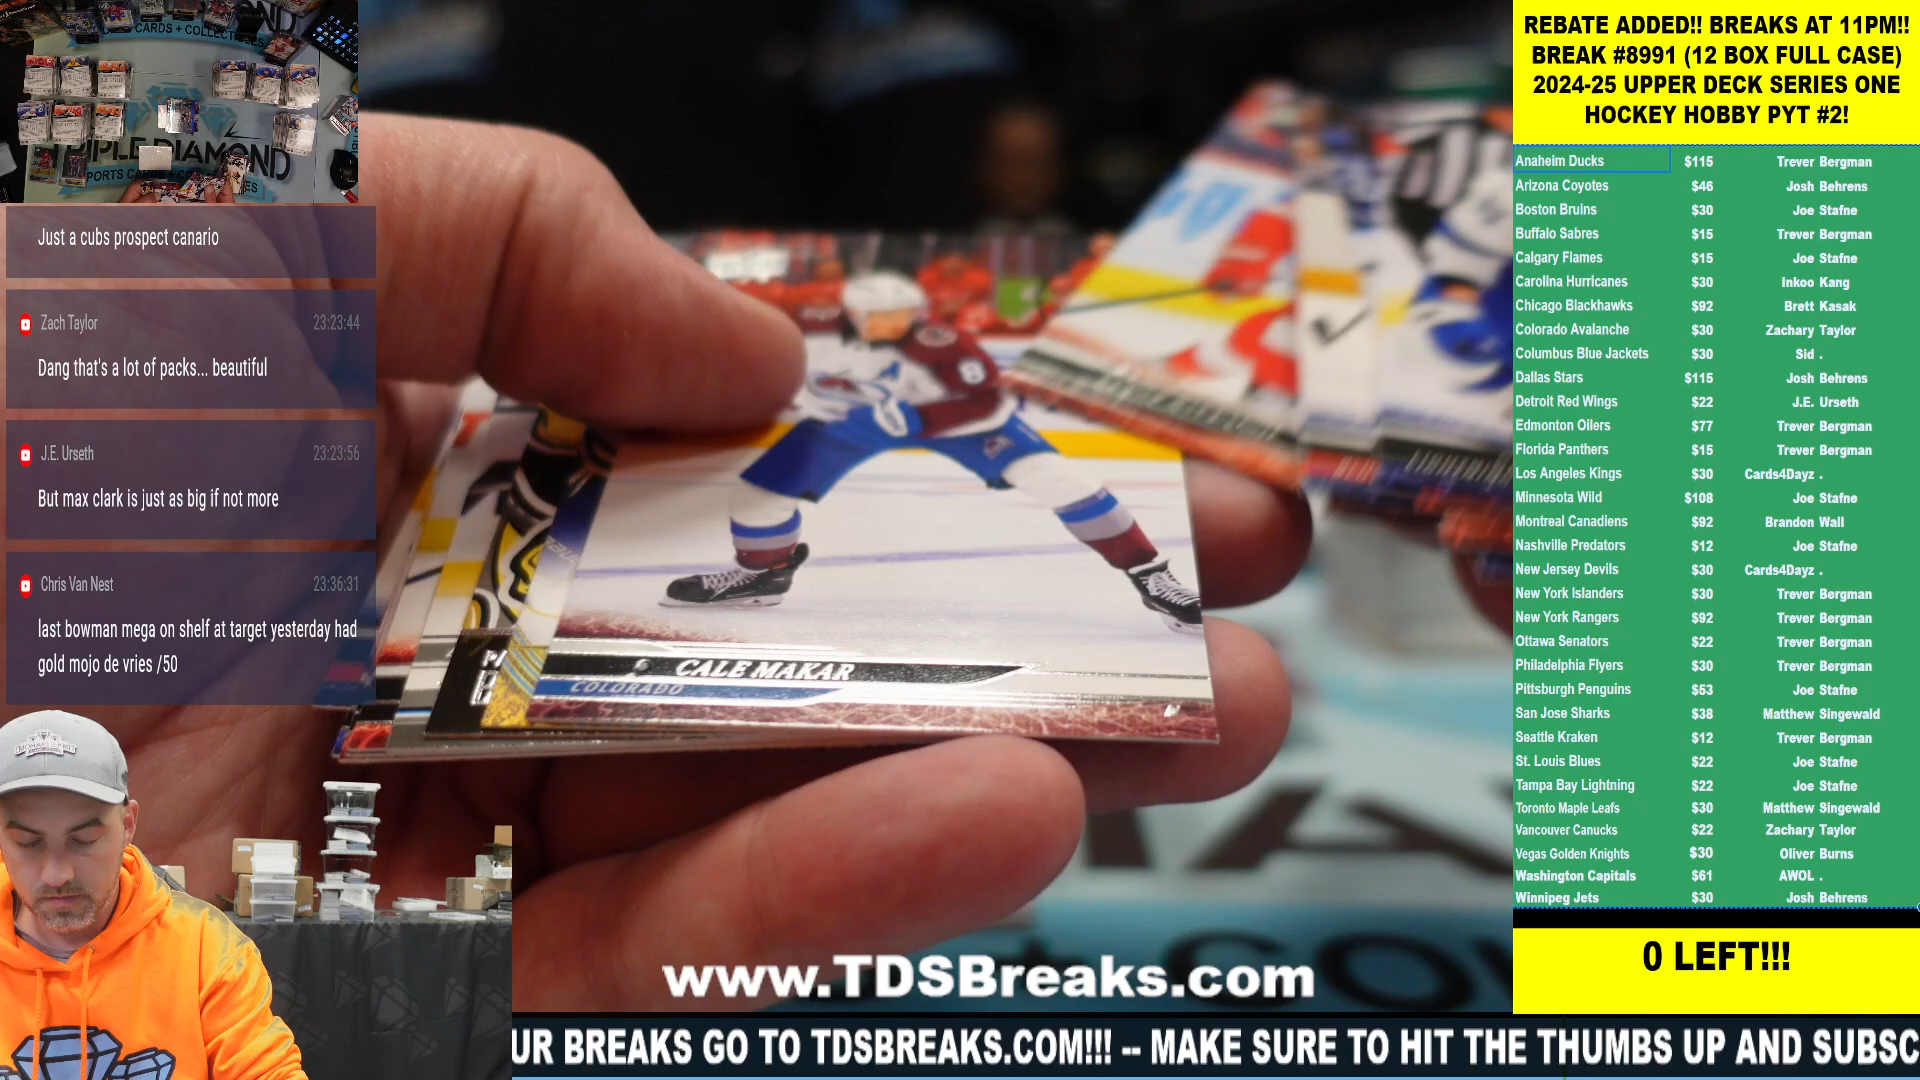 CARDS + COLLECTIBLES
TRIPLE DIAMOND
SPORTS CARDS + COLLECTIBLES
Just a cubs prospect canario
Zach Taylor 23:23:44
Dang that's a lot of packs... beautiful
J.E. Urseth 23:23:56
But max clark is just as big if not more
Chris Van Nest 23:36:31
last bowman mega on shelf at target yesterday had
gold mojo de vries /50
8
A
CALE MAKAR
COLORADO
www.TDSBreaks.com
UR BREAKS GO TO TDSBREAKS.COM!!! -- MAKE SURE TO HIT THE THUMBS UP AND SUBSC
REBATE ADDED!! BREAKS AT 11PM!!
BREAK #8991 (12 BOX FULL CASE)
2024-25 UPPER DECK SERIES ONE
HOCKEY HOBBY PYT #2!
Anaheim Ducks $115 Trever Bergman
Arizona Coyotes $46 Josh Behrens
Boston Bruins $30 Joe Stafne
Buffalo Sabres $15 Trever Bergman
Calgary Flames $15 Joe Stafne
Carolina Hurricanes $30 Inkoo Kang
Chicago Blackhawks $92 Brett Kasak
Colorado Avalanche $30 Zachary Taylor
Columbus Blue Jackets $30 Sid .
Dallas Stars $115 Josh Behrens
Detroit Red Wings $22 J.E. Urseth
Edmonton Oilers $77 Trever Bergman
Florida Panthers $15 Trever Bergman
Los Angeles Kings $30 Cards4Dayz .
Minnesota Wild $108 Joe Stafne
Montreal Canadiens $92 Brandon Wall
Nashville Predators $12 Joe Stafne
New Jersey Devils $30 Cards4Dayz .
New York Islanders $30 Trever Bergman
New York Rangers $92 Trever Bergman
Ottawa Senators $22 Trever Bergman
Philadelphia Flyers $30 Trever Bergman
Pittsburgh Penguins $53 Joe Stafne
San Jose Sharks $38 Matthew Singewald
Seattle Kraken $12 Trever Bergman
St. Louis Blues $22 Joe Stafne
Tampa Bay Lightning $22 Joe Stafne
Toronto Maple Leafs $30 Matthew Singewald
Vancouver Canucks $22 Zachary Taylor
Vegas Golden Knights $30 Oliver Burns
Washington Capitals $61 AWOL .
Winnipeg Jets $30 Josh Behrens
0 LEFT!!!